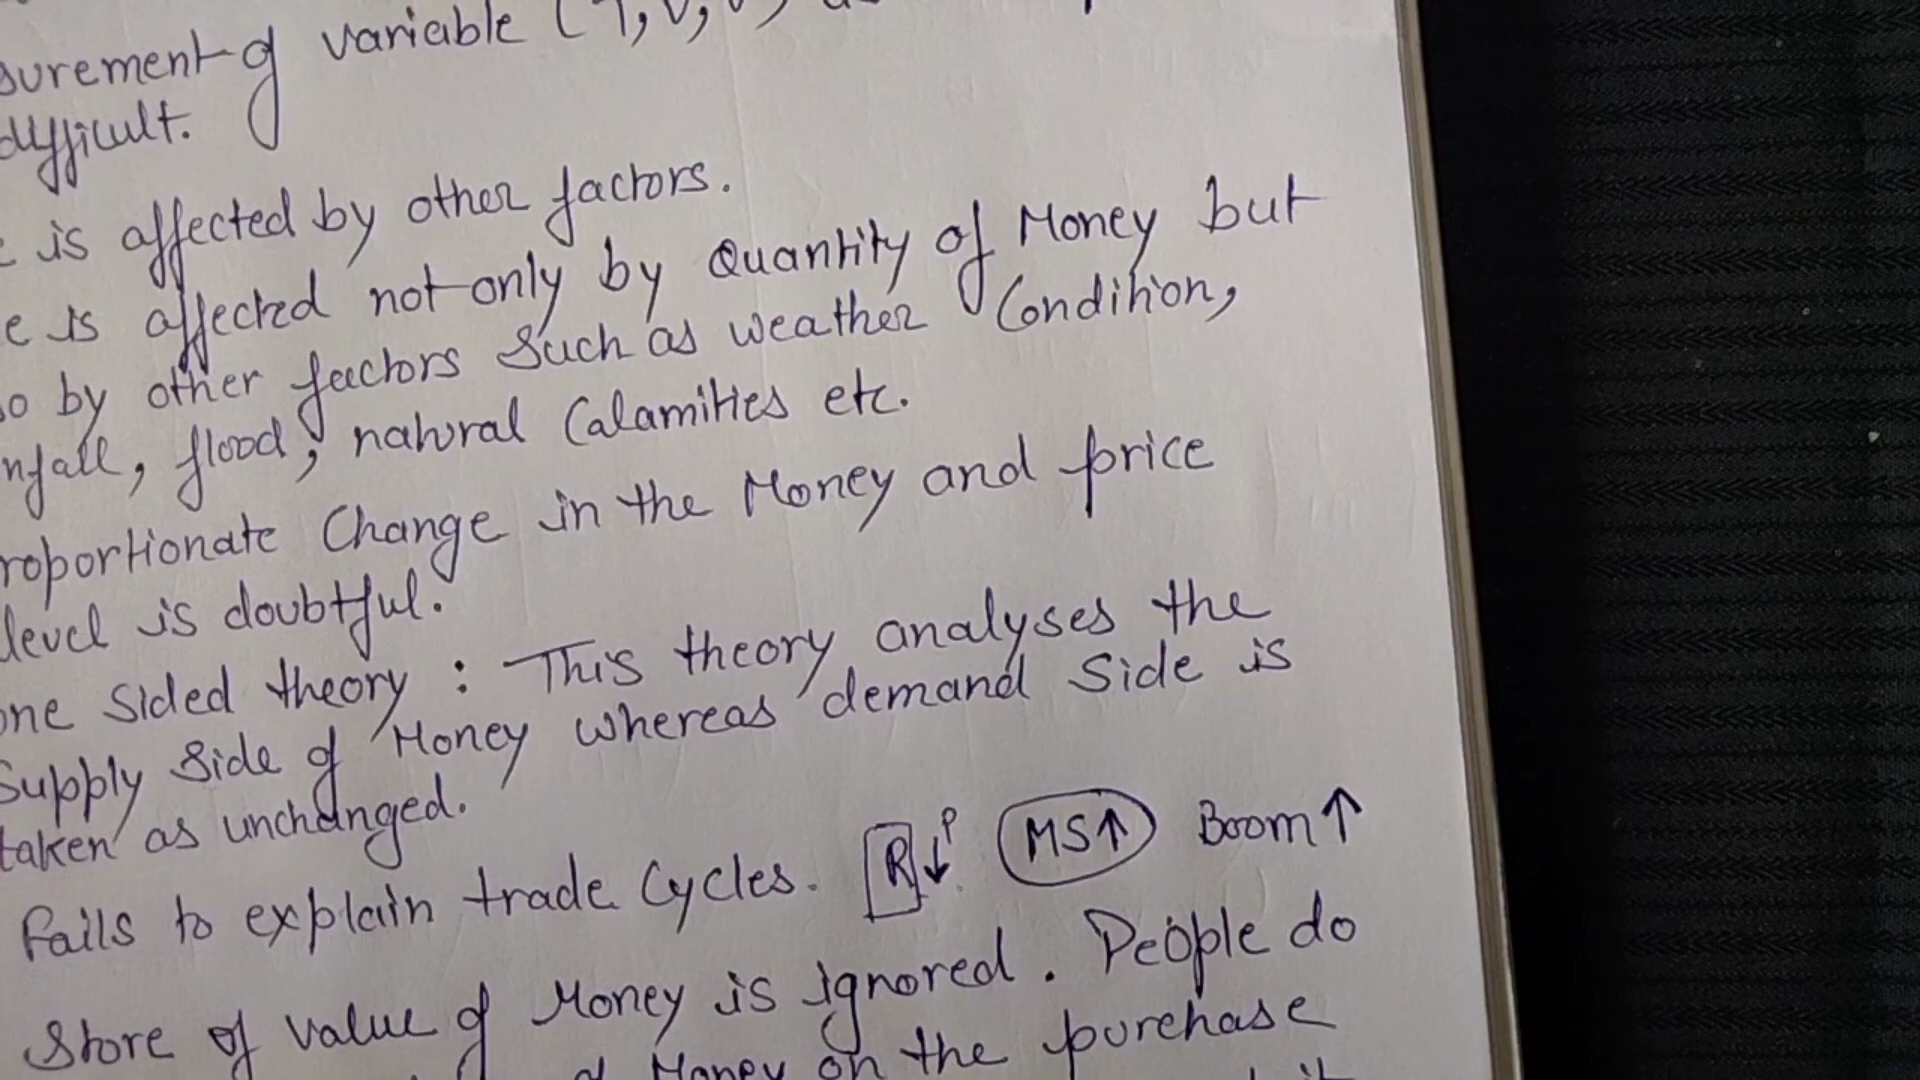 surement of variable (T, V, V
difficult.
is affected by other factors.
e is affected not only by Quantity of Money but
so by other factors Such as weather Condition,
nfall, flood, natural Calamities etc.
roportionate Change in the Money and price
level is doubtful.
one Sided theory : This theory analyses the
Supply Side of Money whereas demand Side is
taken as unchanged.
Fails to explain trade Cycles. R↓ P MS↑ Boom↑
Store of value of Money is ignored. People do
Money on the purchase